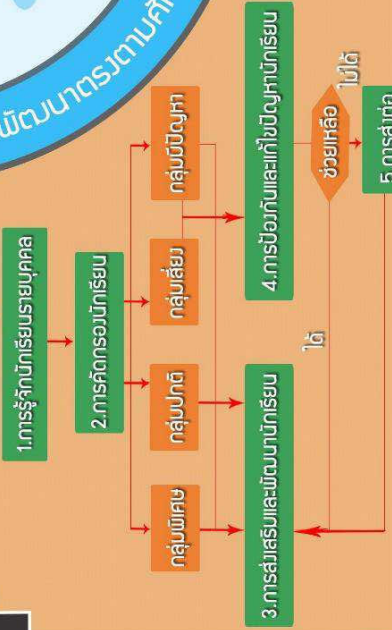 พัฒนาตรงตามศั
1.การรู้จักนักเรียนรายบุคคล
2.การคัดกรองนักเรียน
กลุ่มพิเศษ
กลุ่มปกติ
กลุ่มเสี่ยง
กลุ่มมีปัญหา
3.การส่งเสริมและพัฒนานักเรียน
4.การป้องกันและแก้ไขปัญหานักเรียน
ช่วยเหลือ
ได้
ไม่ได้
5.การส่งต่อ